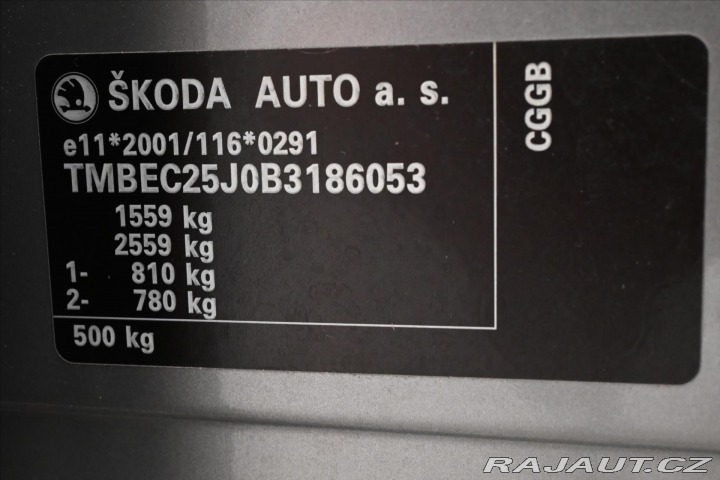 ŠKODA AUTO a. s.
e11*2001/116*0291
TMBEC25J0B3186053
1559 kg
2559 kg
1- 810 kg
2- 780 kg
500 kg
CGGB
RAJAUT.CZ